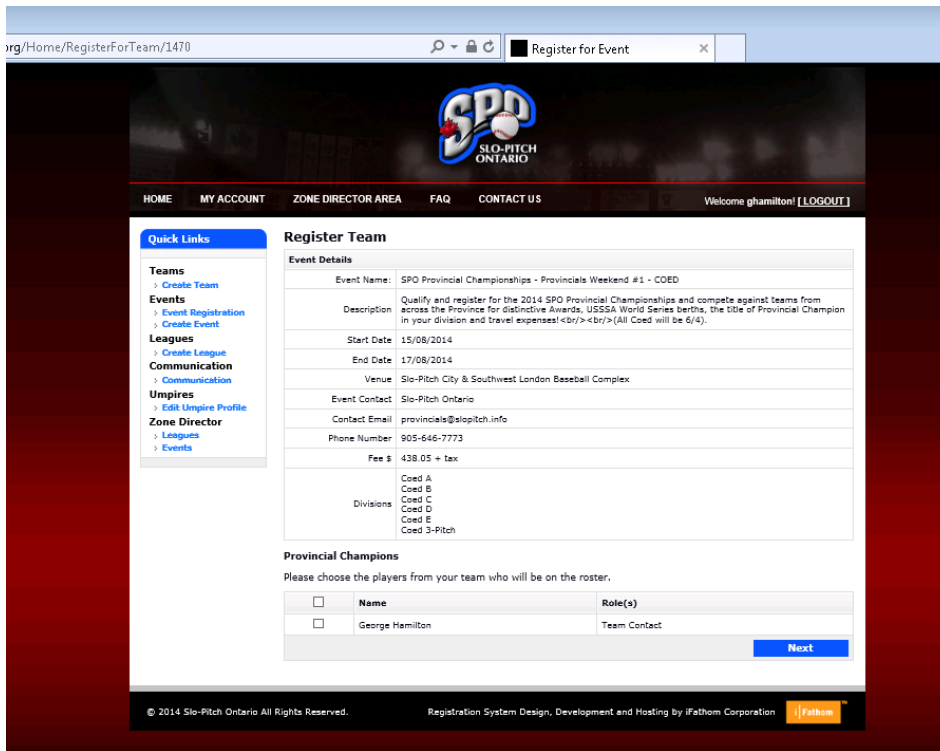 org/Home/RegisterForTeam/1470
Register for Event
SPO
SLO-PITCH
ONTARIO
HOME MY ACCOUNT ZONE DIRECTOR AREA FAQ CONTACT US Welcome ghamilton! [ LOGOUT ]
Quick Links
Teams
Create Team
Events
Event Registration
Create Event
Leagues
Create League
Communication
Communication
Umpires
Edit Umpire Profile
Zone Director
Leagues
Events
Register Team
Event Details
Event Name: SPO Provincial Championships - Provincials Weekend #1 - COED
Description Qualify and register for the 2014 SPO Provincial Championships and compete against teams from
across the Province for distinctive Awards, USSSA World Series berths, the title of Provincial Champion
in your division and travel expenses!<br/><br/>(All Coed will be 6/4).
Start Date 15/08/2014
End Date 17/08/2014
Venue Slo-Pitch City & Southwest London Baseball Complex
Event Contact Slo-Pitch Ontario
Contact Email provincials@slopitch.info
Phone Number 905-646-7773
Fee $ 438.05 + tax
Divisions
Coed A
Coed B
Coed C
Coed D
Coed E
Coed 3-Pitch
Provincial Champions
Please choose the players from your team who will be on the roster.
Name Role(s)
George Hamilton Team Contact
Next
© 2014 Slo-Pitch Ontario All Rights Reserved. Registration System Design, Development and Hosting by iFathom Corporation i|Fathom